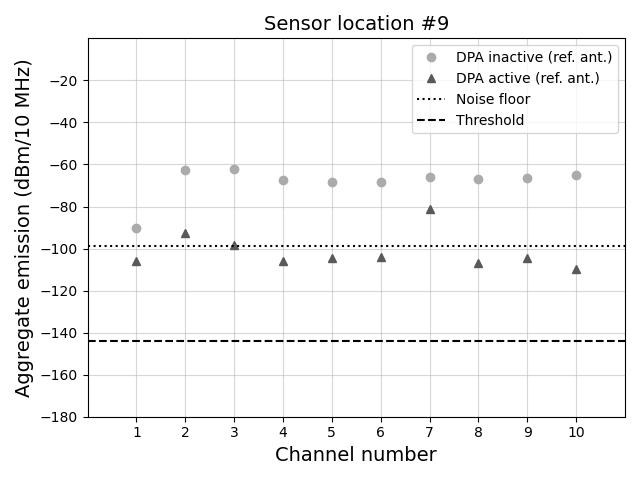 Sensor location #9
DPA inactive (ref. ant.)
DPA active (ref. ant.)
Noise floor
Threshold
Aggregate emission (dBm/10 MHz)
−20
−40
−60
−80
−100
−120
−140
−160
−180
1 2 3 4 5 6 7 8 9 10
Channel number